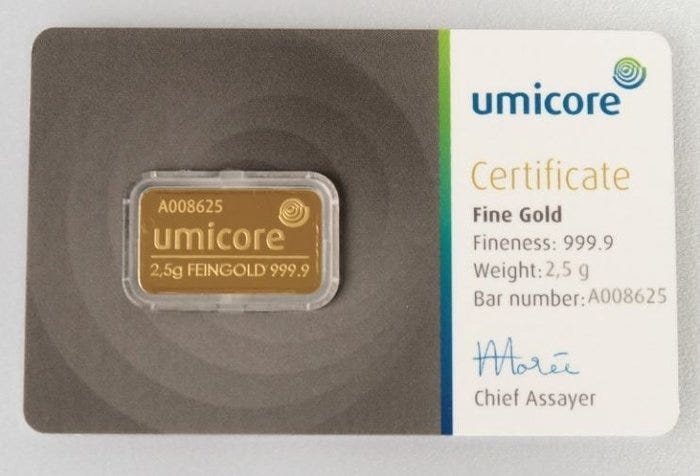 A008625
umicore
2,5g FEINGOLD 999.9
umicore
Certificate
Fine Gold
Fineness: 999.9
Weight: 2,5 g
Bar number: A008625
Morée
Chief Assayer